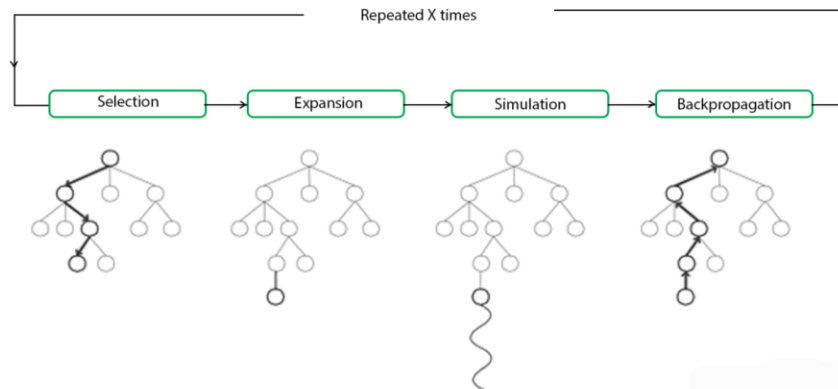 Repeated X times
Selection
Expansion
Simulation
Backpropagation